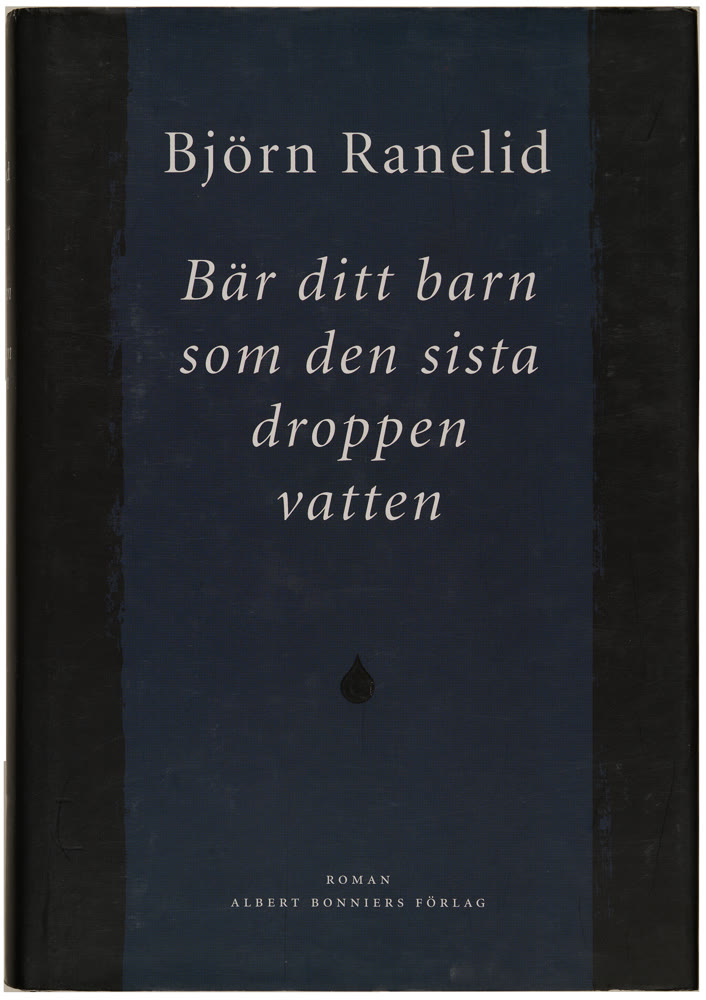 Björn Ranelid
Bär ditt barn
som den sista
droppen
vatten
ROMAN
ALBERT BONNIERS FÖRLAG